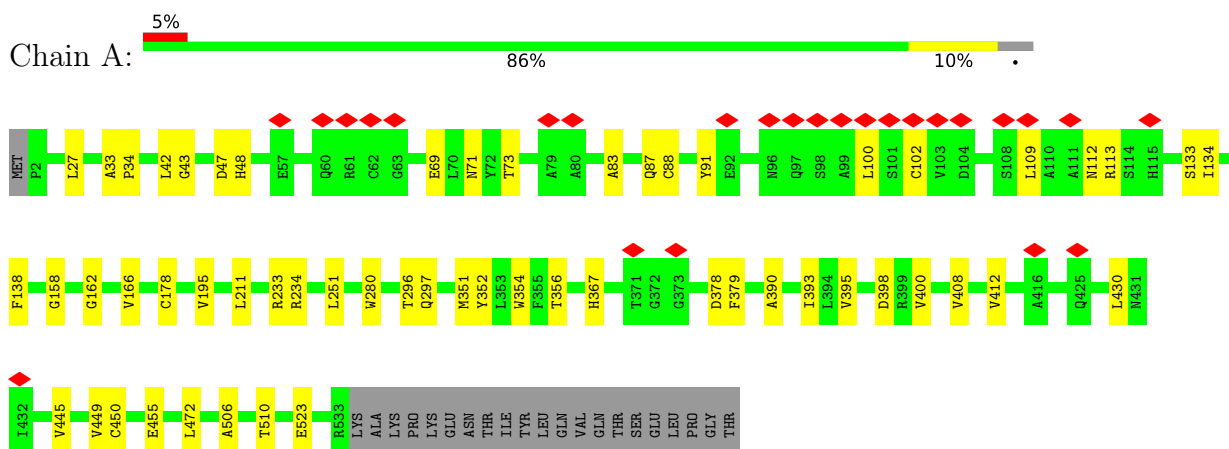 5%
Chain A:
86% 10% •
MET P2 L27 A33 P34 L42 G43 D47 H48 E57 Q60 R61 C62 G63 E69 L70 N71 Y72 T73 A79 A80 A83 Q87 C88 Y91 E92 N96 Q97 S98 A99 L100 S101 C102 V103 D104 S108 L109 A110 A111 N112 R113 S114 H115 S133 I134
F138 G158 G162 V166 C178 V195 L211 R233 R234 L251 W280 T296 Q297 M351 Y352 L353 W354 F355 T356 H367 T371 G372 G373 D378 F379 A390 I393 L394 V395 D398 R399 V400 V408 V412 A416 Q425 L430 N431
I432 V445 V449 C450 E455 L472 A506 T510 E523 R533 LYS ALA LYS PRO LYS GLU ASN THR ILE TYR LEU GLN VAL GLN THR SER GLU LEU PRO GLY THR